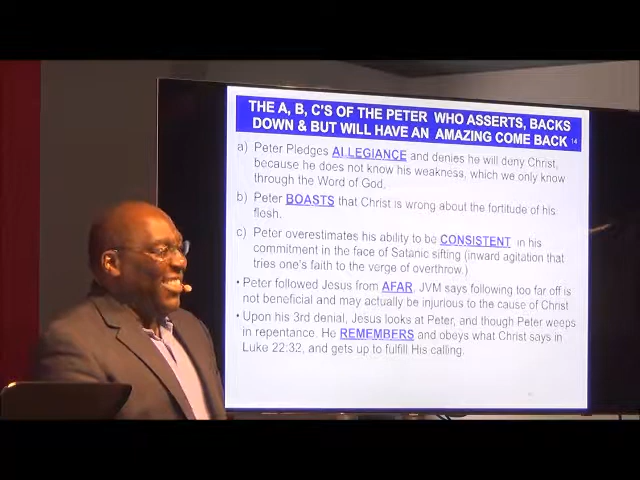 THE A, B, C'S OF THE PETER WHO ASSERTS, BACKS
DOWN & BUT WILL HAVE AN AMAZING COME BACK 14
a) Peter Pledges ALLEGIANCE and denies he will deny Christ,
because he does not know his weakness, which we only know
through the Word of God.
b) Peter BOASTS that Christ is wrong about the fortitude of his
flesh.
c) Peter overestimates his ability to be CONSISTENT in his
commitment in the face of Satanic sifting (inward agitation that
tries one's faith to the verge of overthrow.)
• Peter followed Jesus from AFAR. JVM says following too far off is
not beneficial and may actually be injurious to the cause of Christ
• Upon his 3rd denial, Jesus looks at Peter, and though Peter weeps
in repentance. He REMEMBERS and obeys what Christ says in
Luke 22:32, and gets up to fulfill His calling.